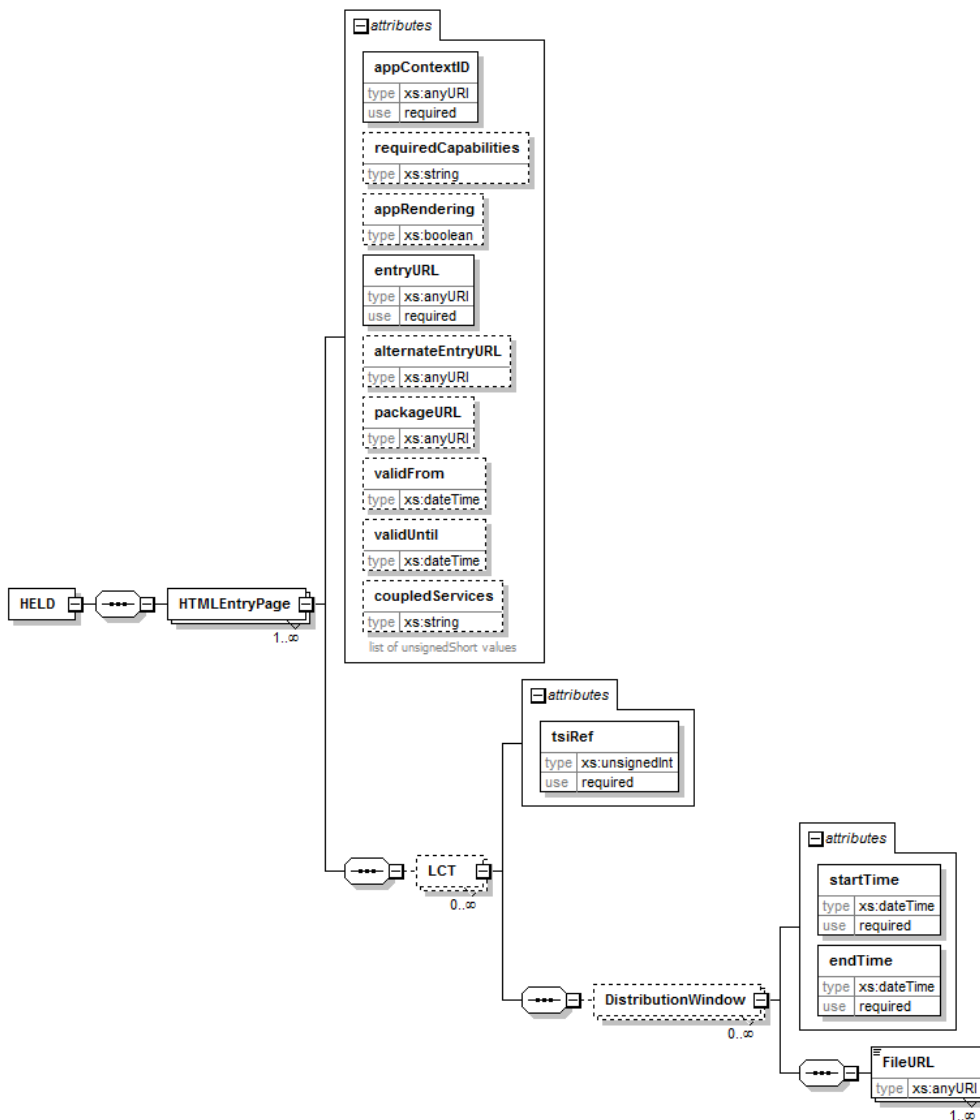 attributes
appContextID
type xs:anyURI
use required
requiredCapabilities
type xs:string
appRendering
type xs:boolean
entryURL
type xs:anyURI
use required
alternateEntryURL
type xs:anyURI
packageURL
type xs:anyURI
validFrom
type xs:dateTime
validUntil
type xs:dateTime
coupledServices
type xs:string
list of unsignedShort values
HELD
HTMLEntryPage
1..∞
attributes
tsiRef
type xs:unsignedInt
use required
LCT
0..∞
attributes
startTime
type xs:dateTime
use required
endTime
type xs:dateTime
use required
DistributionWindow
0..∞
FileURL
type xs:anyURI
1..∞